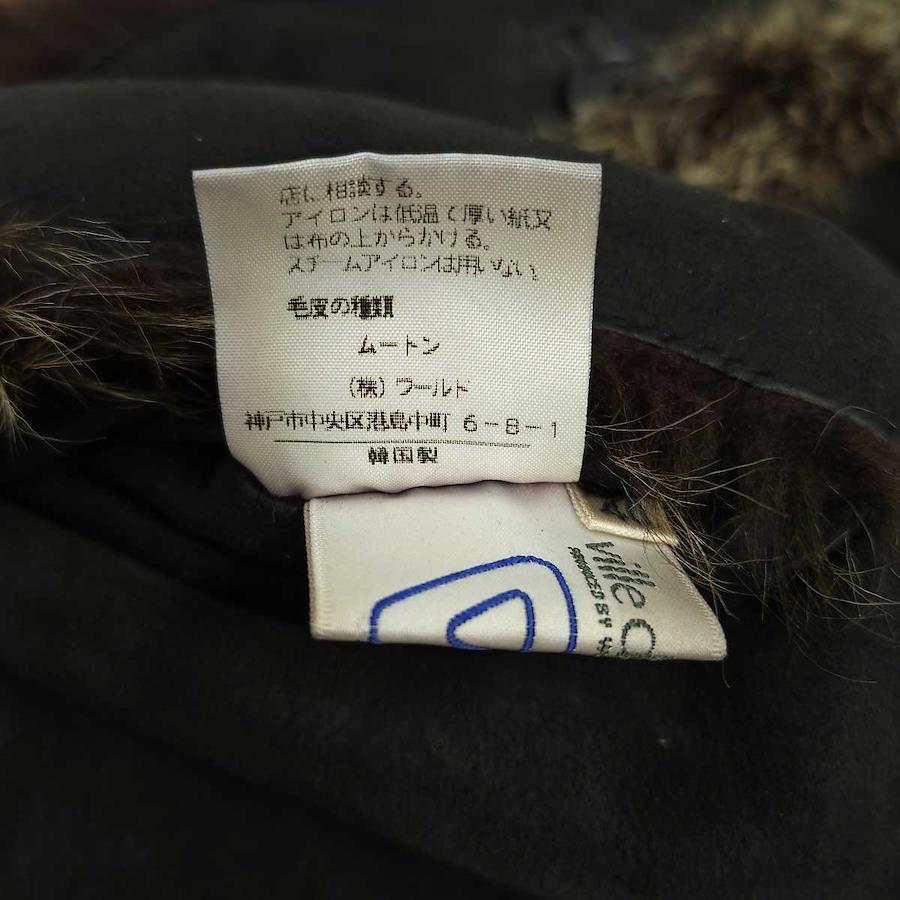 店に相談する。
アイロンは低温で厚い紙又
は布の上からかける。
スチームアイロンは用いない。
毛皮の種類
ムートン
(株)ワールド
神戸市中央区港島中町 6-8-1
韓国製
ville
BY